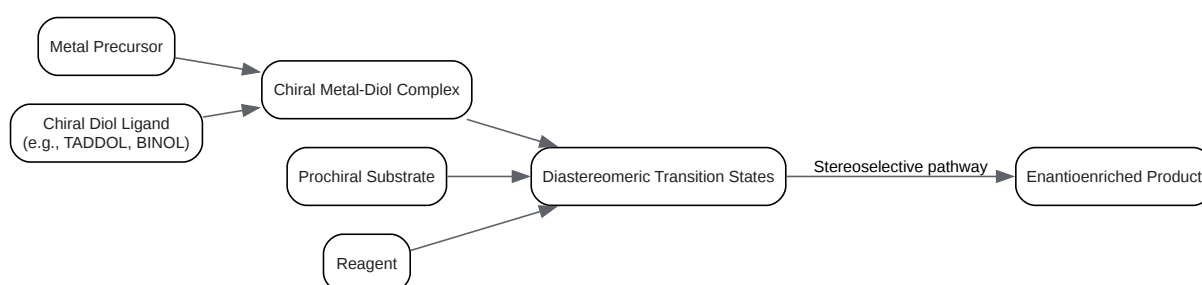 Metal Precursor
Chiral Diol Ligand
(e.g., TADDOL, BINOL)
Chiral Metal-Diol Complex
Prochiral Substrate
Reagent
Diastereomeric Transition States
Stereoselective pathway
Enantioenriched Product